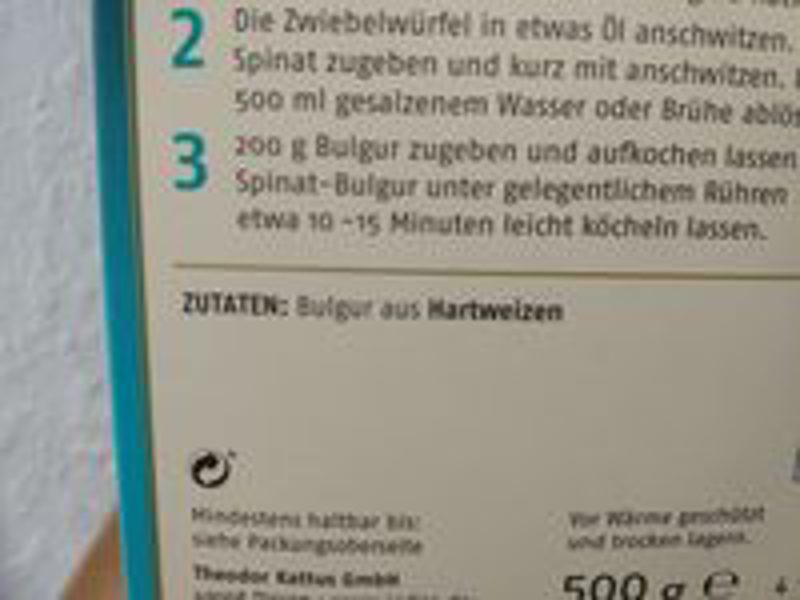 2 Die Zwiebelwürfel in etwas Öl anschwitzen.
Spinat zugeben und kurz mit anschwitzen.
500 ml gesalzenem Wasser oder Brühe
3 200 g Bulgur zugeben und aufkochen lassen
Spinat-Bulgur unter gelegentlichem Rühren
etwa 10 -15 Minuten leicht köcheln lassen.
ZUTATEN: Bulgur aus Hartweizen
Mindestens haltbar bis:
siehe Packungsoberseite
Vor Wärme geschützt
und trocken lagern.
Theodor Kattus GmbH
500 g e